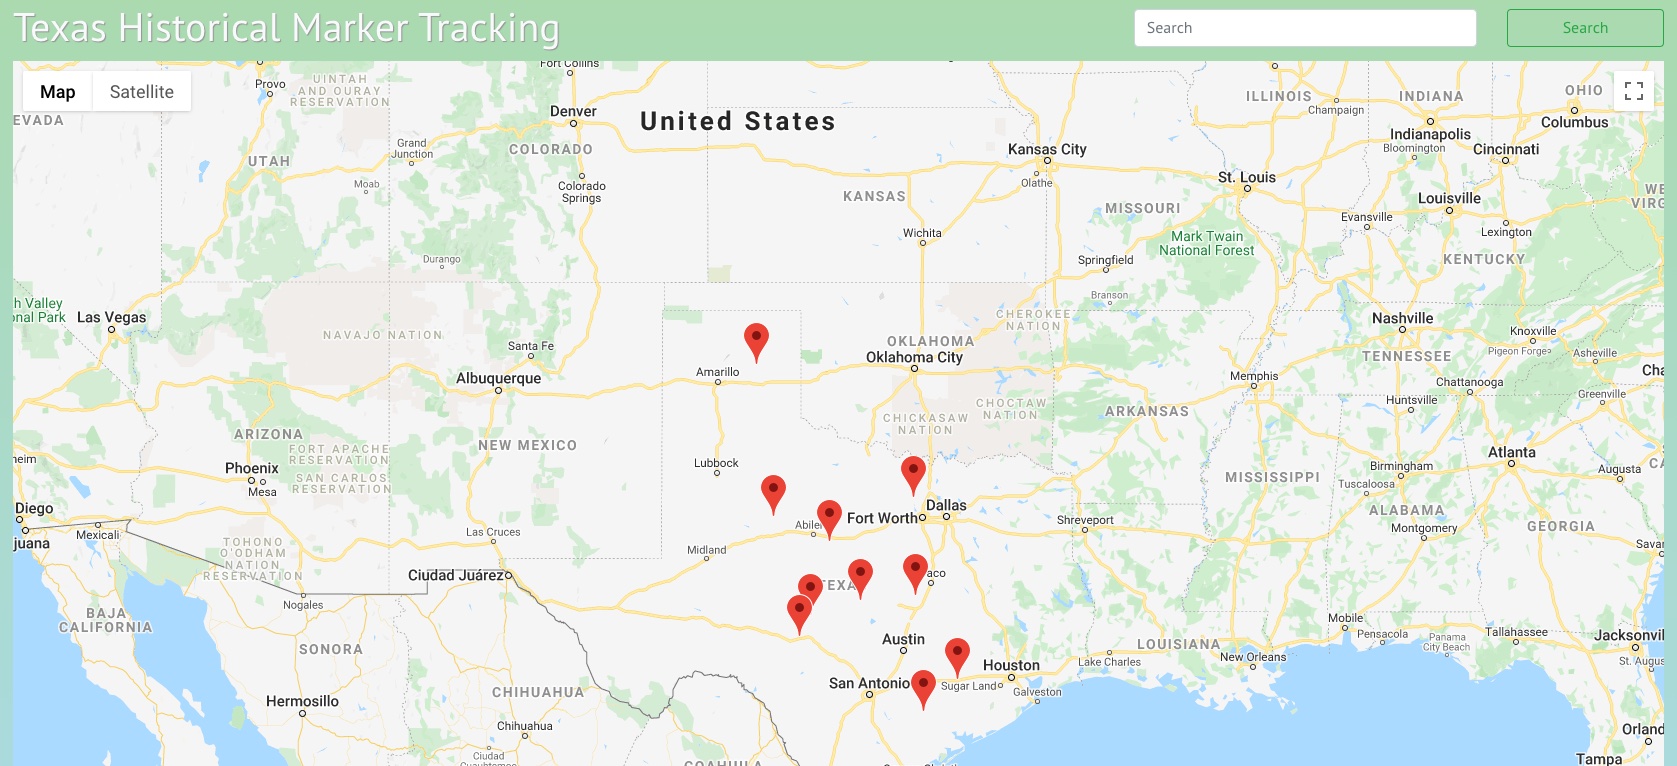 Texas Historical Marker Tracking
Search
Search
Map
Satellite
Fort Collins
Provo
UINTAH
AND OURAY
RESERVATION
ILLINOIS
INDIANA
OHIO
EVADA
Denver
United States
Champaign
Columbus
Indianapolis
Grand
Junction
COLORADO
Kansas City
Bloomington
Cincinnati
UTAH
Moab
Colorado
Springs
Olathe
St. Louis
KANSAS
MISSOURI
Louisville
WE
VIRG
Evansville
Wichita
Mark Twain
National Forest
Lexington
Durango
Springfield
KENTUCKY
Branson
h Valley
onal Park
Las Vegas
CHEROKEE
NATION
Nashville
NAVAJO NATION
Santa Fe
OKLAHOMA
Oklahoma City
Knoxville
Pigeon Forge
TENNESSEE
Asheville
Amarillo
Albuquerque
Memphis
Chattanooga
Cha
Greenville
CHOCTAW
NATION
ARKANSAS
Huntsville
CHICKASAW
NATION
ARIZONA
FORT APACHE
RESERVATION
NEW MEXICO
heim
Phoenix
Mesa
SAN CARLOS
RESERVATION
Lubbock
MISSISSIPPI
Birmingham
Tuscaloosa
Atlanta
Augusta
CA
Diego
Mexicali
juana
Las Cruces
Abilen
Fort Worth
Dallas
Shreveport
ALABAMA
Montgomery
GEORGIA
TOHONO
O'ODHAM
NATION
RESERVATION
Midland
Savan
Ciudad Juárez
TEXA
aco
Nogales
BAJA
CALIFORNIA
Mobile
Pensacola
Panama
City Beach
Tallahassee
Jacksonvil
SONORA
Austin
LOUISIANA
New Orleans
St. Augus
Lake Charles
Houston
Sugar Land
Galveston
San Antonio
CHIHUAHUA
Hermosillo
Chihuahua
Orland
Ciudad
Cuauhtémoc
COAHUILA
Corpus Christi
Tampa